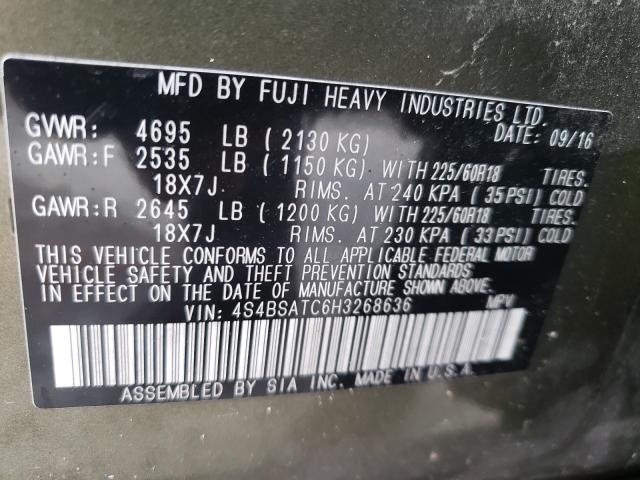 MFD BY FUJI HEAVY INDUSTRIES LTD.
DATE: 09/16
GVWR: 4695 LB (2130 KG)
GAWR:F 2535 LB (1150 KG) WITH 225/60R18 TIRES.
18X7J RIMS. AT 240 KPA (35PSI) COLD
GAWR:R 2645 LB (1200 KG) WITH 225/60R18 TIRES.
18X7J RIMS. AT 230 KPA (33PSI) COLD
THIS VEHICLE CONFORMS TO ALL APPLICABLE FEDERAL MOTOR
VEHICLE SAFETY AND THEFT PREVENTION STANDARDS
IN EFFECT ON THE DATE OF MANUFACTURE SHOWN ABOVE.
VIN: 4S4BSATC6H3268636 MPV
ASSEMBLED BY SIA INC. MADE IN U.S.A.